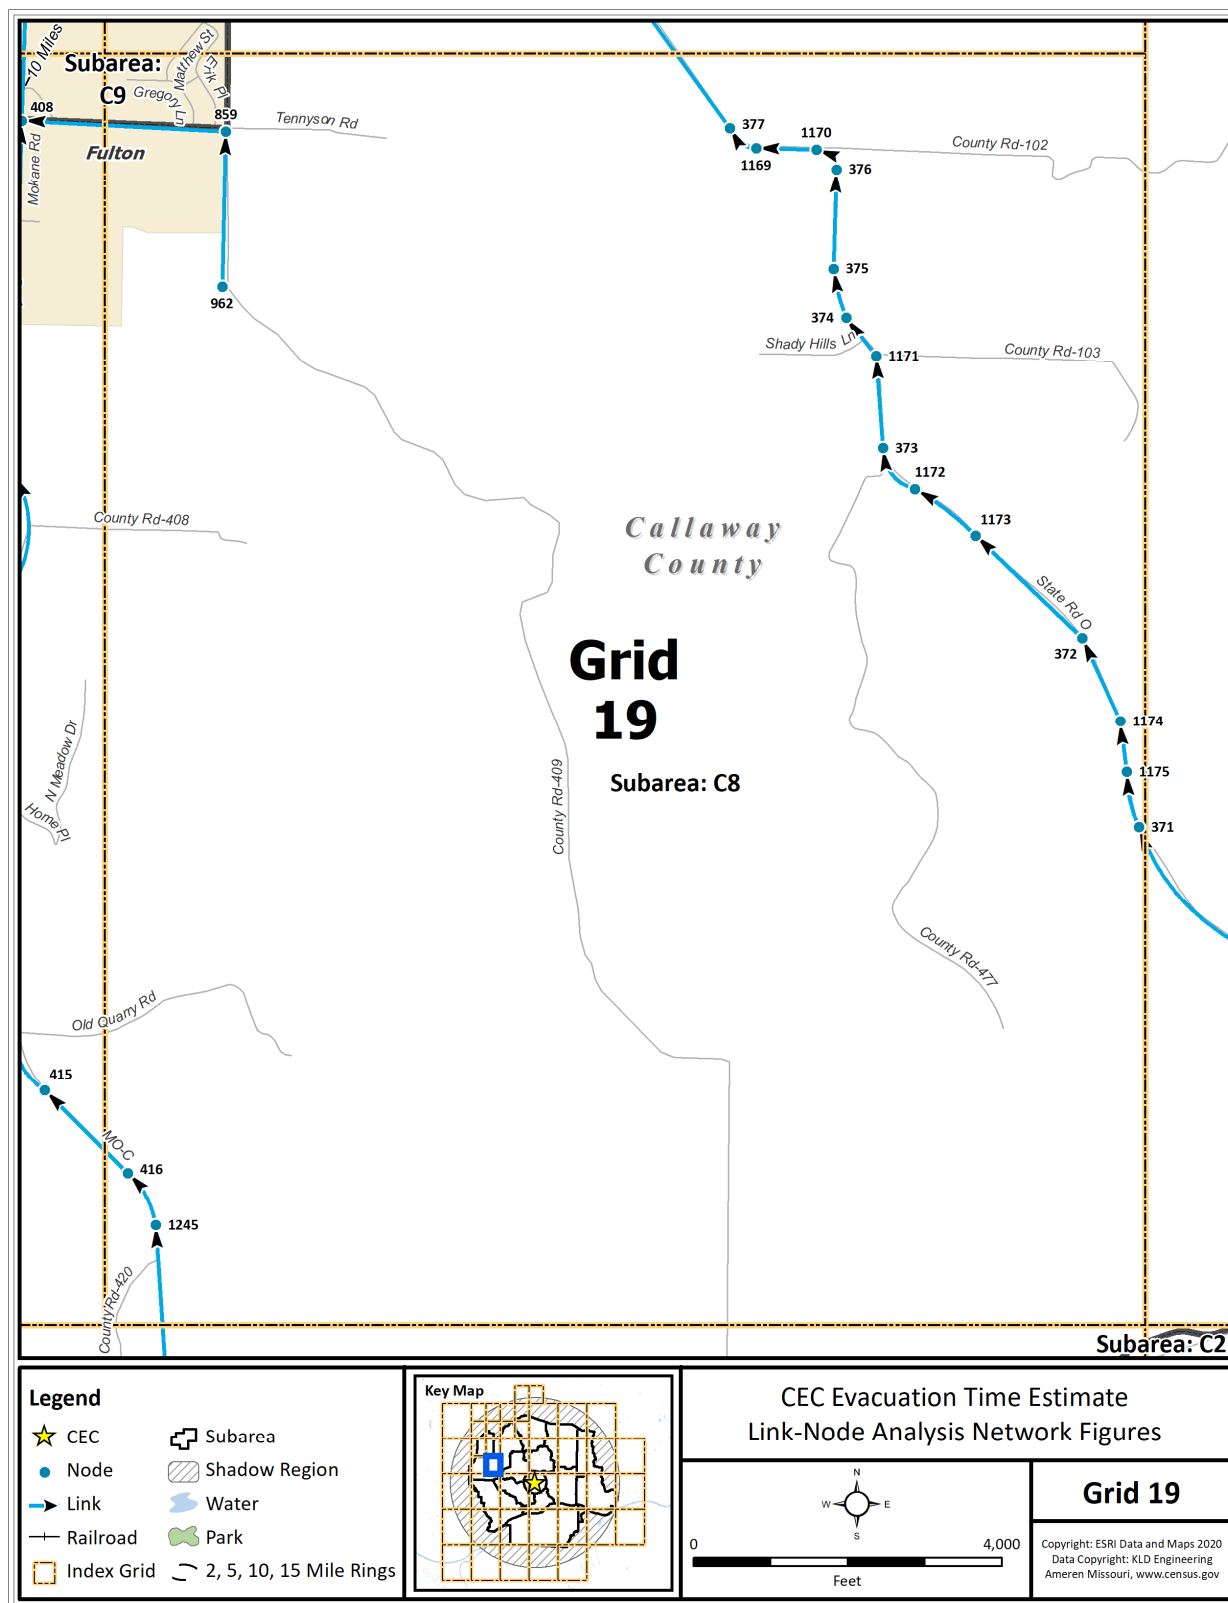 10 Miles
Subarea:
C9
Matthew St
Erik Pl
Gregory Ln
408
859
Tennyson Rd
Fulton
Mokane Rd
962
377
1170
County Rd-102
1169
376
375
374
Shady Hills Ln
1171
County Rd-103
373
1172
County Rd-408
1173
Callaway
County
State Rd O
372
Grid
19
Subarea: C8
1174
1175
371
N Meadow Dr
Home Pl
County Rd-409
County Rd-477
Old Quarry Rd
415
MO-C
416
1245
County Rd-420
Subarea: C2
Legend
CEC
Subarea
Node
Shadow Region
Link
Water
Railroad
Park
Index Grid
2, 5, 10, 15 Mile Rings
Key Map
CEC Evacuation Time Estimate
Link-Node Analysis Network Figures
N
W E
S
0 4,000
Feet
Grid 19
Copyright: ESRI Data and Maps 2020
Data Copyright: KLD Engineering
Ameren Missouri, www.census.gov